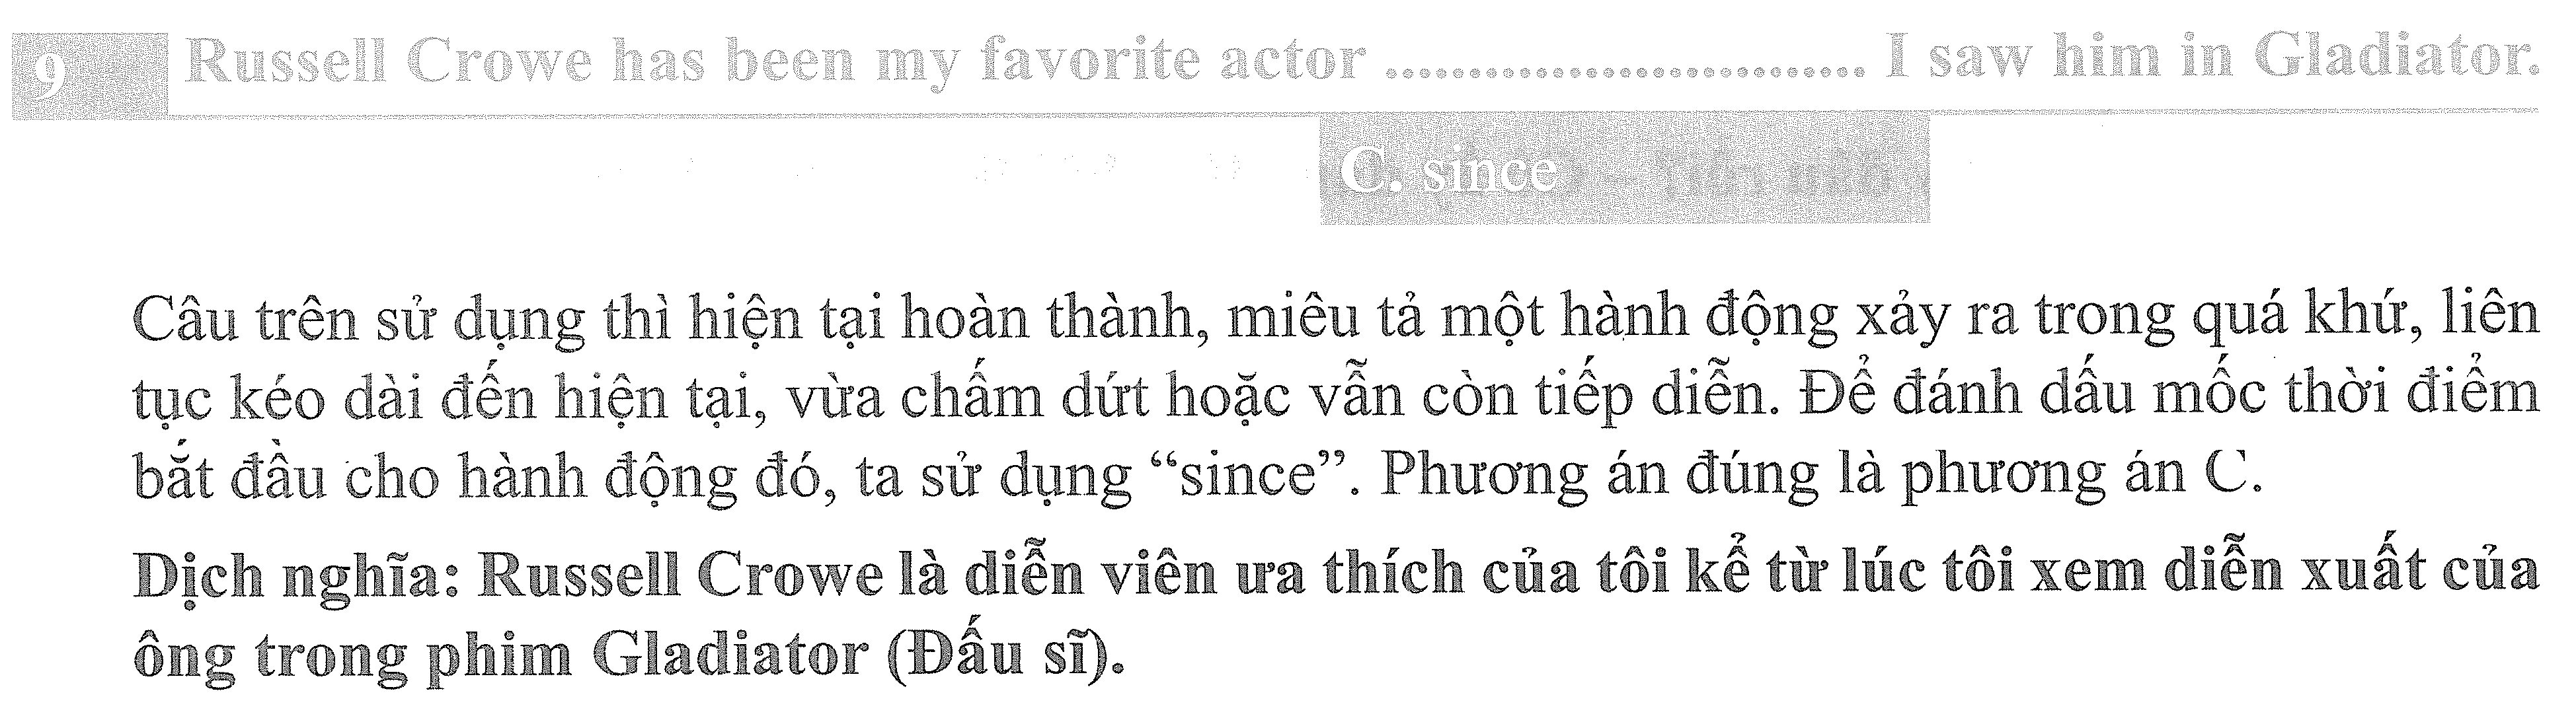 9 Russell Crowe has been my favorite actor ............................. I saw him in Gladiator.
C. since
Câu trên sử dụng thì hiện tại hoàn thành, miêu tả một hành động xảy ra trong quá khứ, liên
tục kéo dài đến hiện tại, vừa chấm dứt hoặc vẫn còn tiếp diễn. Để đánh dấu mốc thời điểm
bắt đầu cho hành động đó, ta sử dụng “since”. Phương án đúng là phương án C.
Dịch nghĩa: Russell Crowe là diễn viên ưa thích của tôi kể từ lúc tôi xem diễn xuất của
ông trong phim Gladiator (Đấu sĩ).